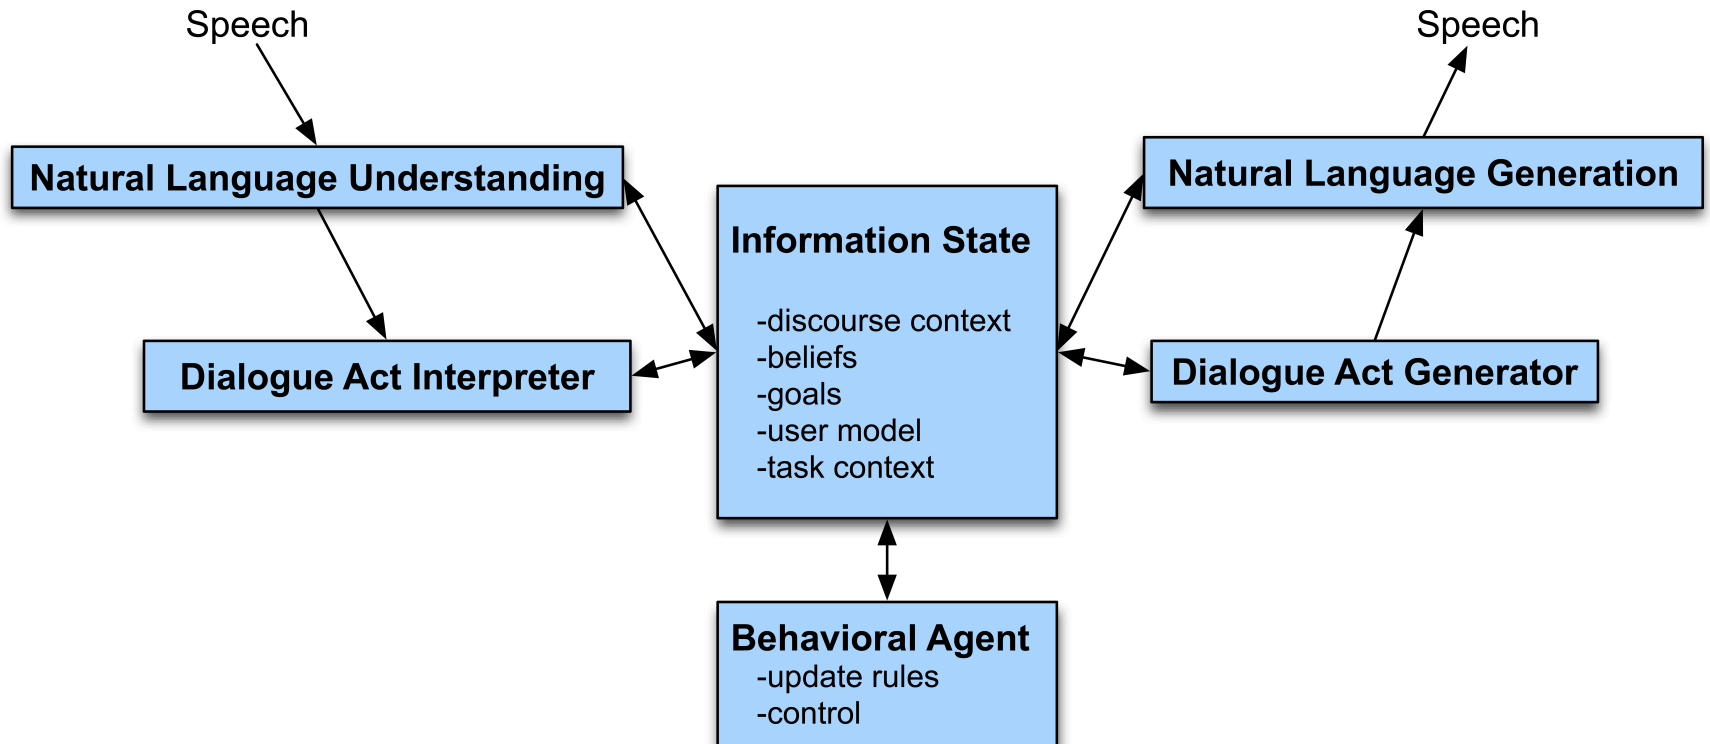 Speech
Speech
Natural Language Understanding
Natural Language Generation
Information State
-discourse context
-beliefs
-goals
-user model
-task context
Dialogue Act Interpreter
Dialogue Act Generator
Behavioral Agent
-update rules
-control